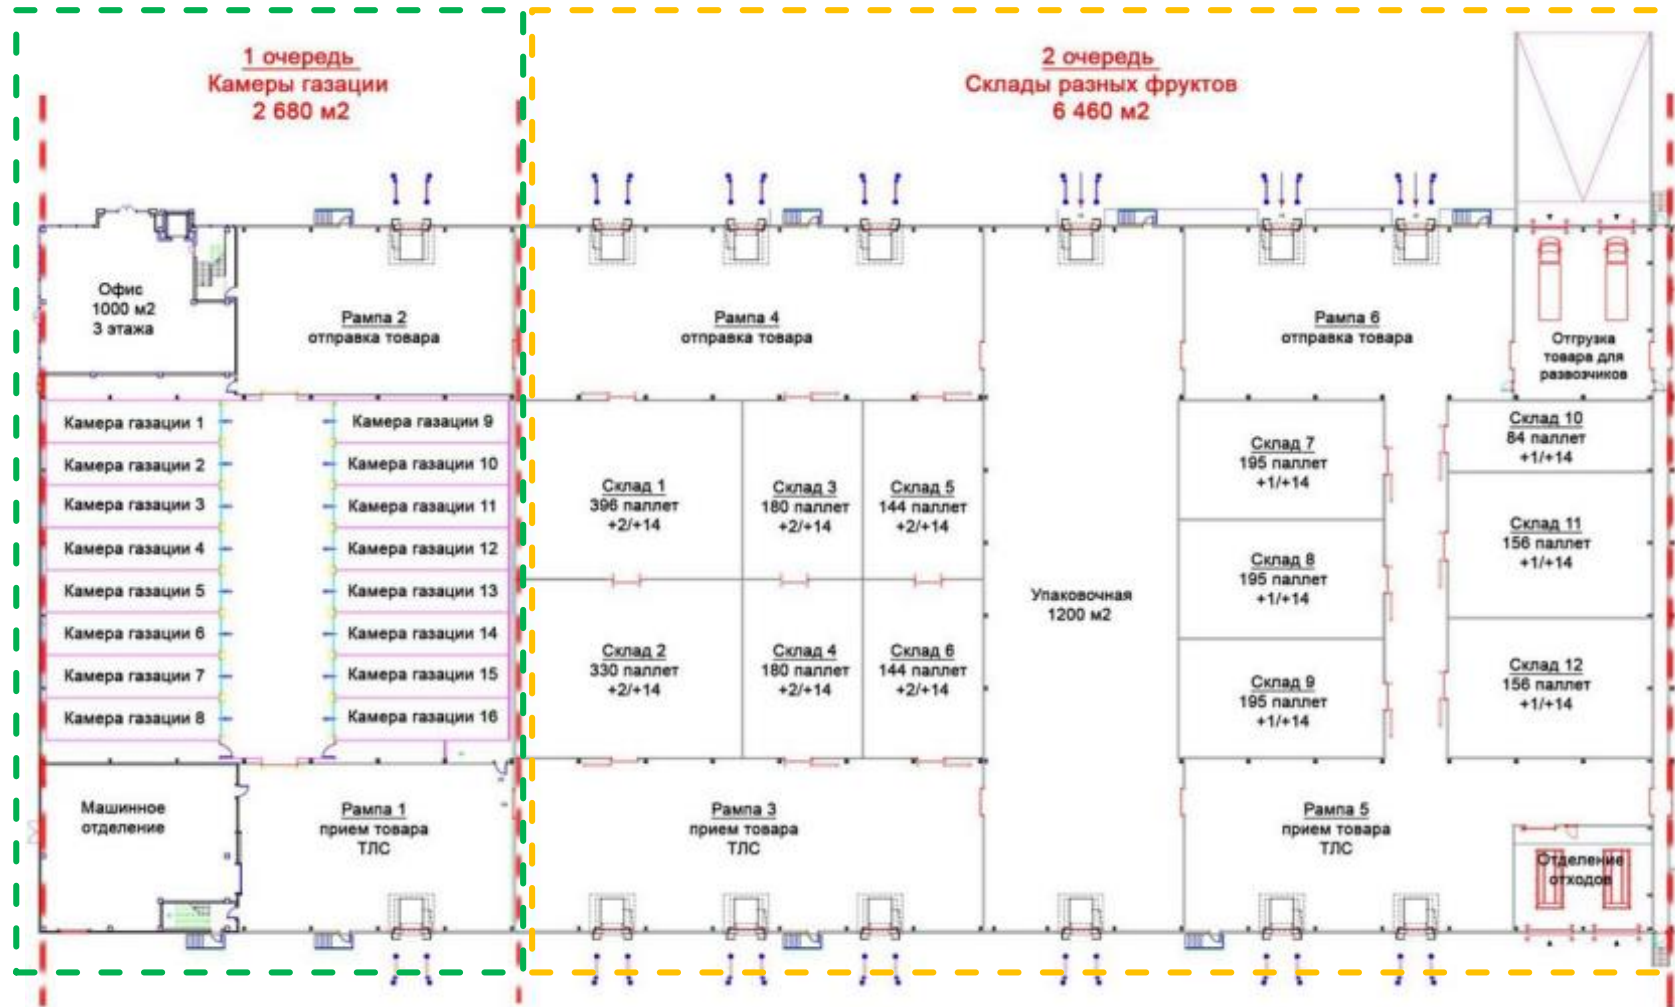 1 очередь
Камеры газации
2 680 м2
2 очередь
Склады разных фруктов
6 460 м2
Офис
1000 м2
3 этажа
Рампа 2
отправка товара
Рампа 4
отправка товара
Рампа 6
отправка товара
Отгрузка
товара для
развозчиков
Камера газации 1
Камера газации 2
Камера газации 3
Камера газации 4
Камера газации 5
Камера газации 6
Камера газации 7
Камера газации 8
Камера газации 9
Камера газации 10
Камера газации 11
Камера газации 12
Камера газации 13
Камера газации 14
Камера газации 15
Камера газации 16
Склад 1
396 паллет
+2/+14
Склад 3
180 паллет
+2/+14
Склад 5
144 паллет
+2/+14
Склад 2
330 паллет
+2/+14
Склад 4
180 паллет
+2/+14
Склад 6
144 паллет
+2/+14
Упаковочная
1200 м2
Склад 7
195 паллет
+1/+14
Склад 8
195 паллет
+1/+14
Склад 9
195 паллет
+1/+14
Склад 10
84 паллет
+1/+14
Склад 11
156 паллет
+1/+14
Склад 12
156 паллет
+1/+14
Машинное
отделение
Рампа 1
прием товара
ТЛС
Рампа 3
прием товара
ТЛС
Рампа 5
прием товара
ТЛС
Отделение
отходов